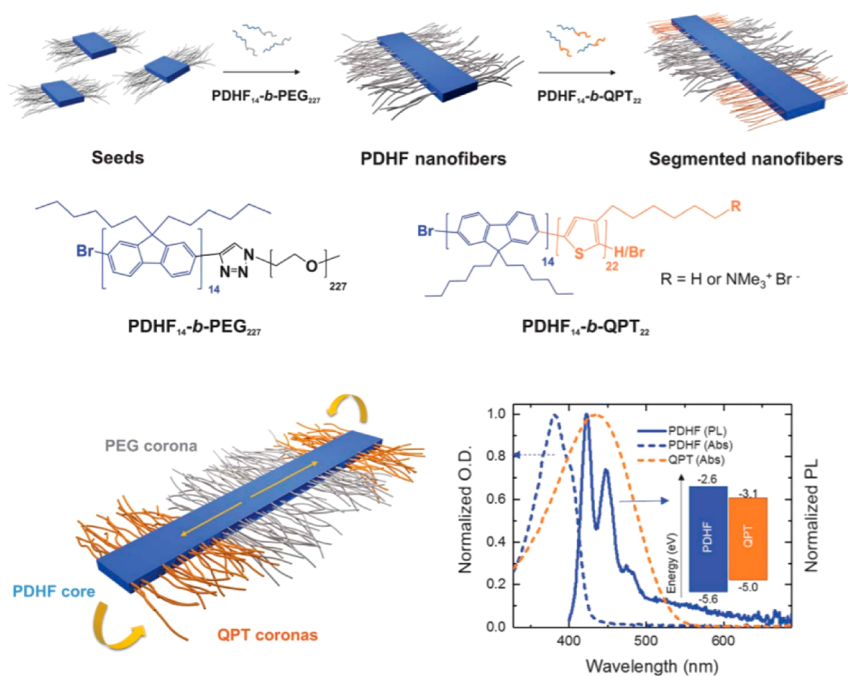 PDHF₁₄-b-PEG₂₂₇
PDHF₁₄-b-QPT₂₂
Seeds
PDHF nanofibers
Segmented nanofibers
Br
14
N
N=N
O
227
PDHF₁₄-b-PEG₂₂₇
Br
14
S
22
H/Br
R
R = H or NMe₃⁺ Br⁻
PDHF₁₄-b-QPT₂₂
PEG corona
PDHF core
QPT coronas
Normalized O.D.
1.0
0.8
0.6
0.4
0.2
0.0
PDHF (PL)
PDHF (Abs)
QPT (Abs)
Energy (eV)
-2.6
PDHF
-5.6
-3.1
QPT
-5.0
Normalized PL
400
500
600
Wavelength (nm)